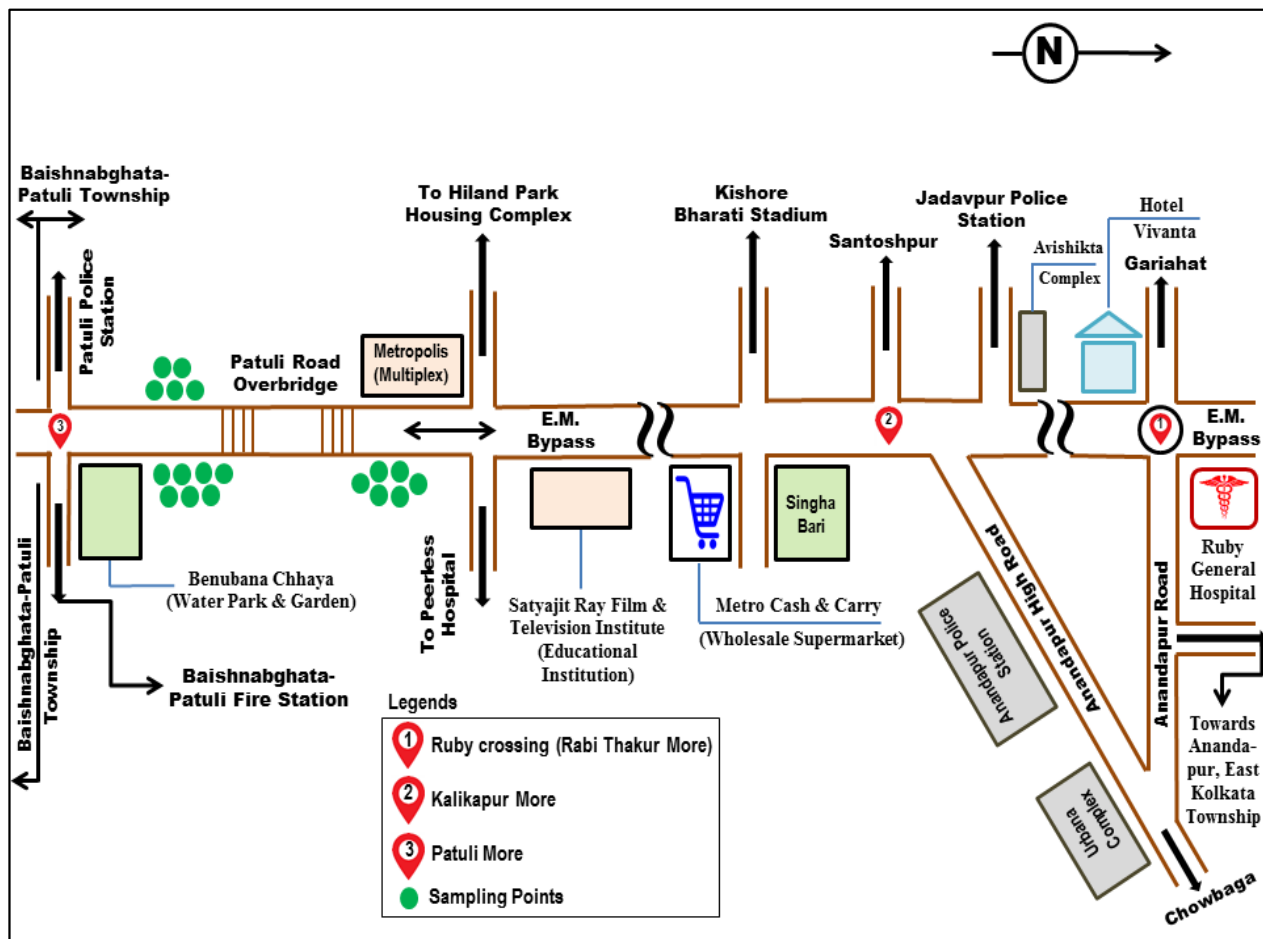 N
Baishnabghata-
Patuli Township
To Hiland Park
Housing Complex
Kishore
Bharati Stadium
Santoshpur
Jadavpur Police
Station
Hotel
Vivanta
Avishikta
Complex
Gariahat
Patuli Police
Station
Patuli Road
Overbridge
Metropolis
(Multiplex)
3
E.M.
Bypass
2
1
E.M.
Bypass
Singha
Bari
Ruby
General
Hospital
Benubana Chhaya
(Water Park & Garden)
To Peerless
Hospital
Satyajit Ray Film &
Television Institute
(Educational
Institution)
Metro Cash & Carry
(Wholesale Supermarket)
Anandapur Police
Station
Anandapur High Road
Anandapur Road
Baishnabghata-Patuli
Township
Baishnabghata-
Patuli Fire Station
Towards
Ananda-
pur, East
Kolkata
Township
Urbana
Complex
Chowbaga
Legends
1 Ruby crossing (Rabi Thakur More)
2 Kalikapur More
3 Patuli More
Sampling Points